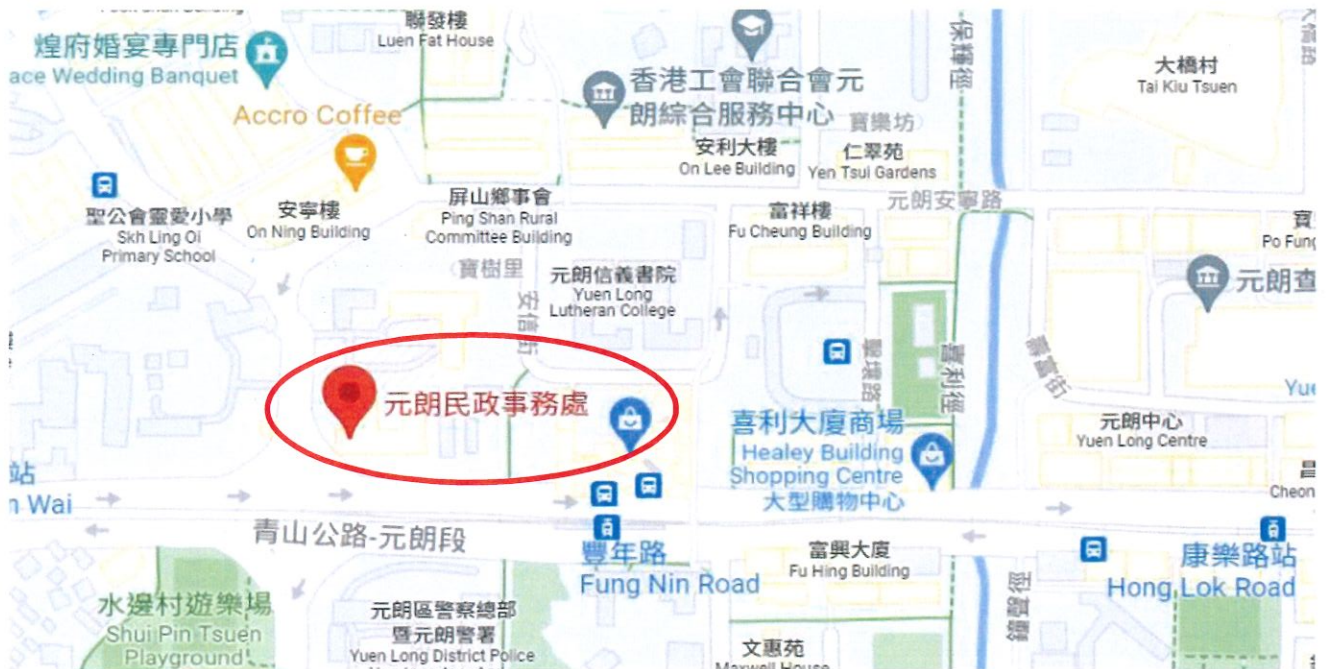 聯發樓
Luen Fat House
煌府婚宴專門店
ace Wedding Banquet
Accro Coffee
香港工會聯合會元
朗綜合服務中心
保輝徑
大橋村
Tai Kiu Tsuen
寶樂坊
安利大樓
On Lee Building
仁翠苑
Yen Tsui Gardens
元朗安寧路
聖公會靈愛小學
Skh Ling Oi
Primary School
安寧樓
On Ning Building
屏山鄉事會
Ping Shan Rural
Committee Building
富祥樓
Fu Cheung Building
寶
Po Fung
寶樹里
元朗信義書院
Yuen Long
Lutheran College
安信街
元朗查
元朗民政事務處
喜利徑
壽富街
Yue
喜利大廈商場
Healey Building
Shopping Centre
大型購物中心
元朗中心
Yuen Long Centre
站
n Wai
Cheon
青山公路-元朗段
豐年路
Fung Nin Road
富興大廈
Fu Hing Building
康樂路站
Hong Lok Road
鐘聲徑
水邊村遊樂場
Shui Pin Tsuen
Playground
元朗區警察總部
暨元朗警署
Yuen Long District Police
文惠苑
Maxwell House